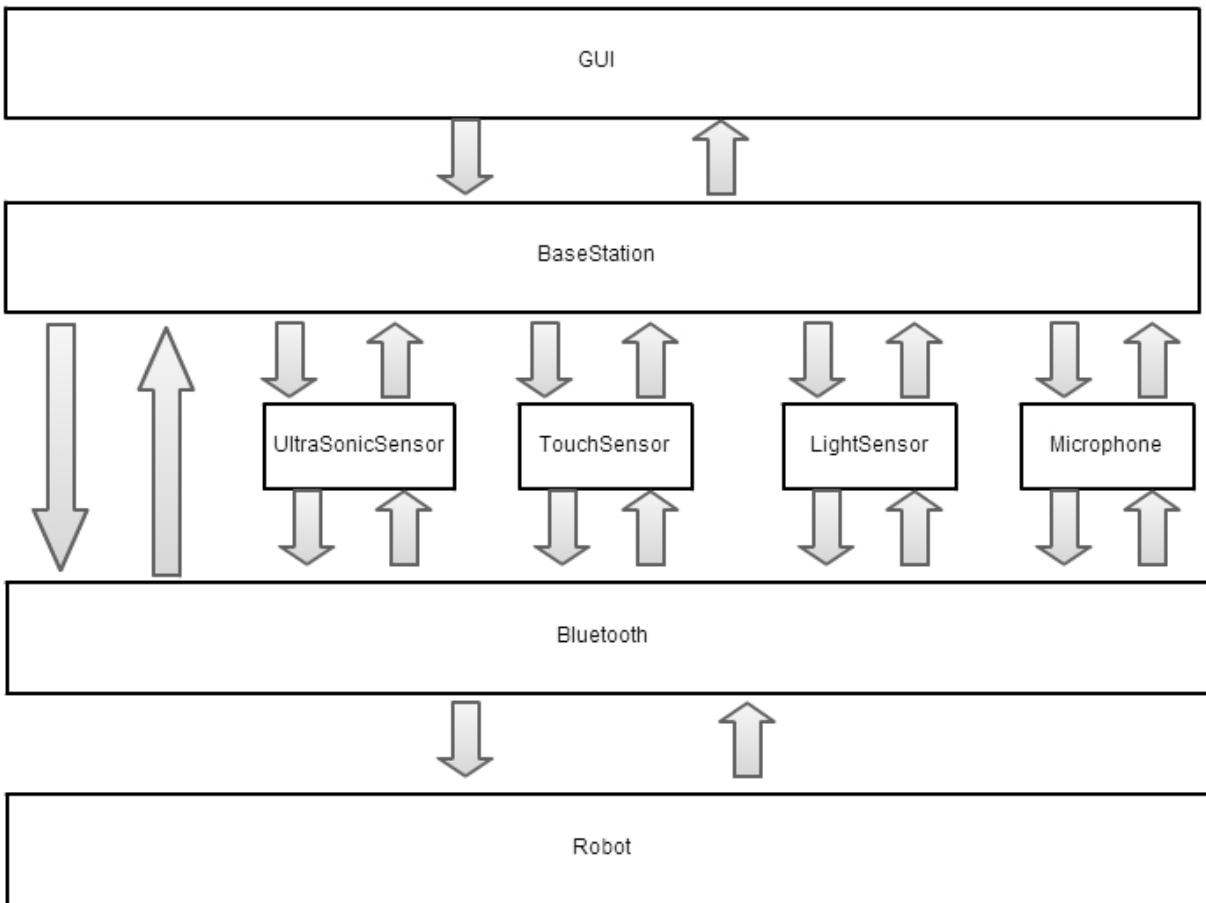 GUI
BaseStation
UltraSonicSensor
TouchSensor
LightSensor
Microphone
Bluetooth
Robot